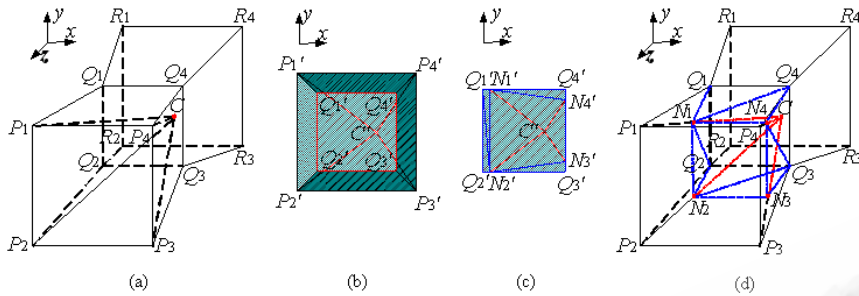 y
x
z
R1
R4
Q1
Q4
C
P1
R2
P4
R3
Q2
Q3
P2
P3
(a)
y
x
P1'
P4'
Q1'
Q4'
C''
Q2'
Q3'
P2'
P3'
(b)
y
x
Q1'
N1'
Q4'
N4'
C''
N3'
Q2'
N2'
Q3'
(c)
y
x
z
R1
R4
Q1
Q4
N1
N4
C
P1
R2
P4
R3
Q2
Q3
N2
N3
P2
P3
(d)